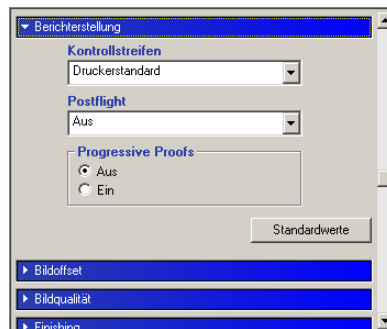 Berichterstellung
Kontrollstreifen
Druckerstandard
Postflight
Aus
Progressive Proofs
Aus
Ein
Standardwerte
Bildoffset
Bildqualität
Finishing